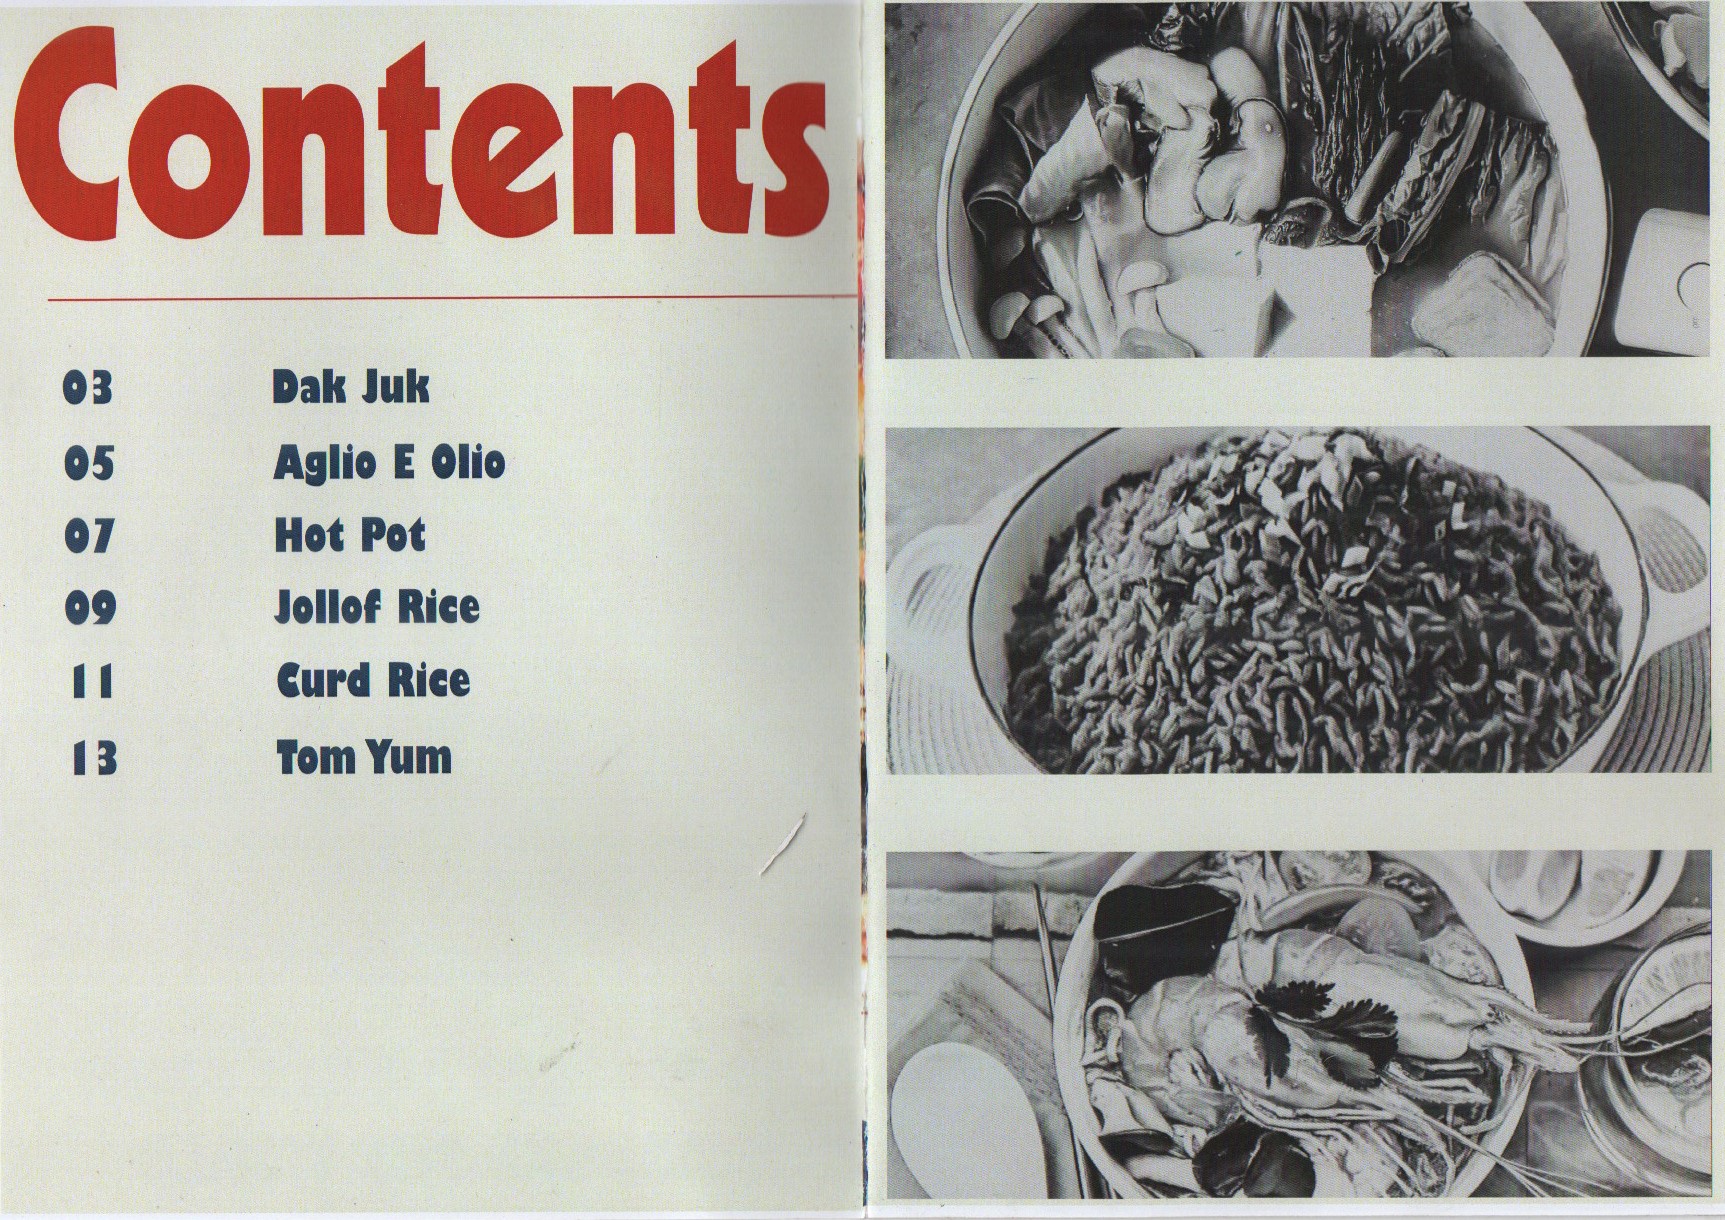 Contents
03 Dak Juk
05 Aglio E Olio
07 Hot Pot
09 Jollof Rice
11 Curd Rice
13 Tom Yum